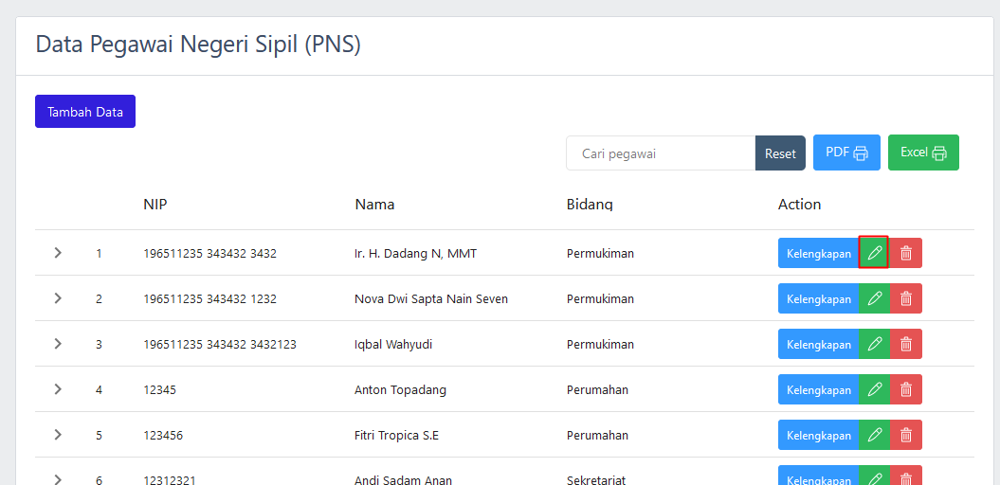 Data Pegawai Negeri Sipil (PNS)
Tambah Data
Cari pegawai Reset PDF Excel
NIP Nama Bidang Action
1 196511235 343432 3432 Ir. H. Dadang N, MMT Permukiman Kelengkapan
2 196511235 343432 1232 Nova Dwi Sapta Nain Seven Permukiman Kelengkapan
3 196511235 343432 3432123 Iqbal Wahyudi Permukiman Kelengkapan
4 12345 Anton Topadang Perumahan Kelengkapan
5 123456 Fitri Tropica S.E Perumahan Kelengkapan
6 12312321 Andi Sadam Anan Sekretariat Kelengkapan